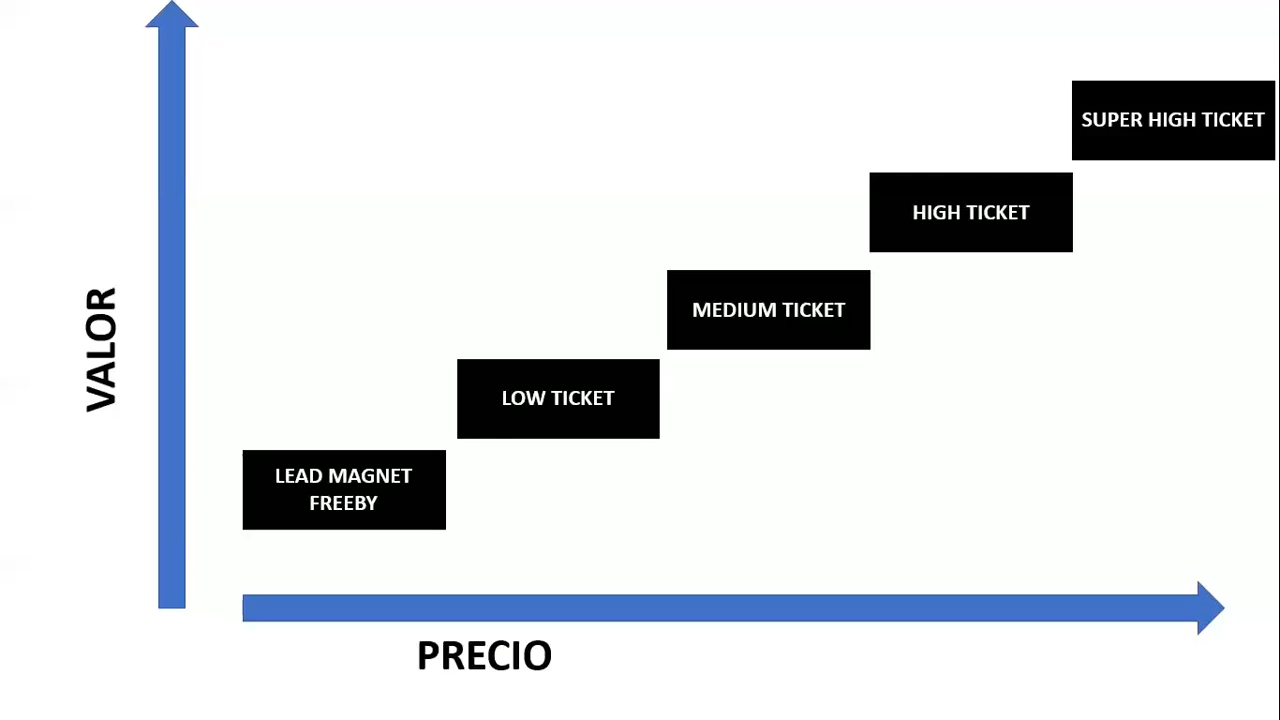 SUPER HIGH TICKET
HIGH TICKET
MEDIUM TICKET
LOW TICKET
LEAD MAGNET
FREEBY
VALOR
PRECIO